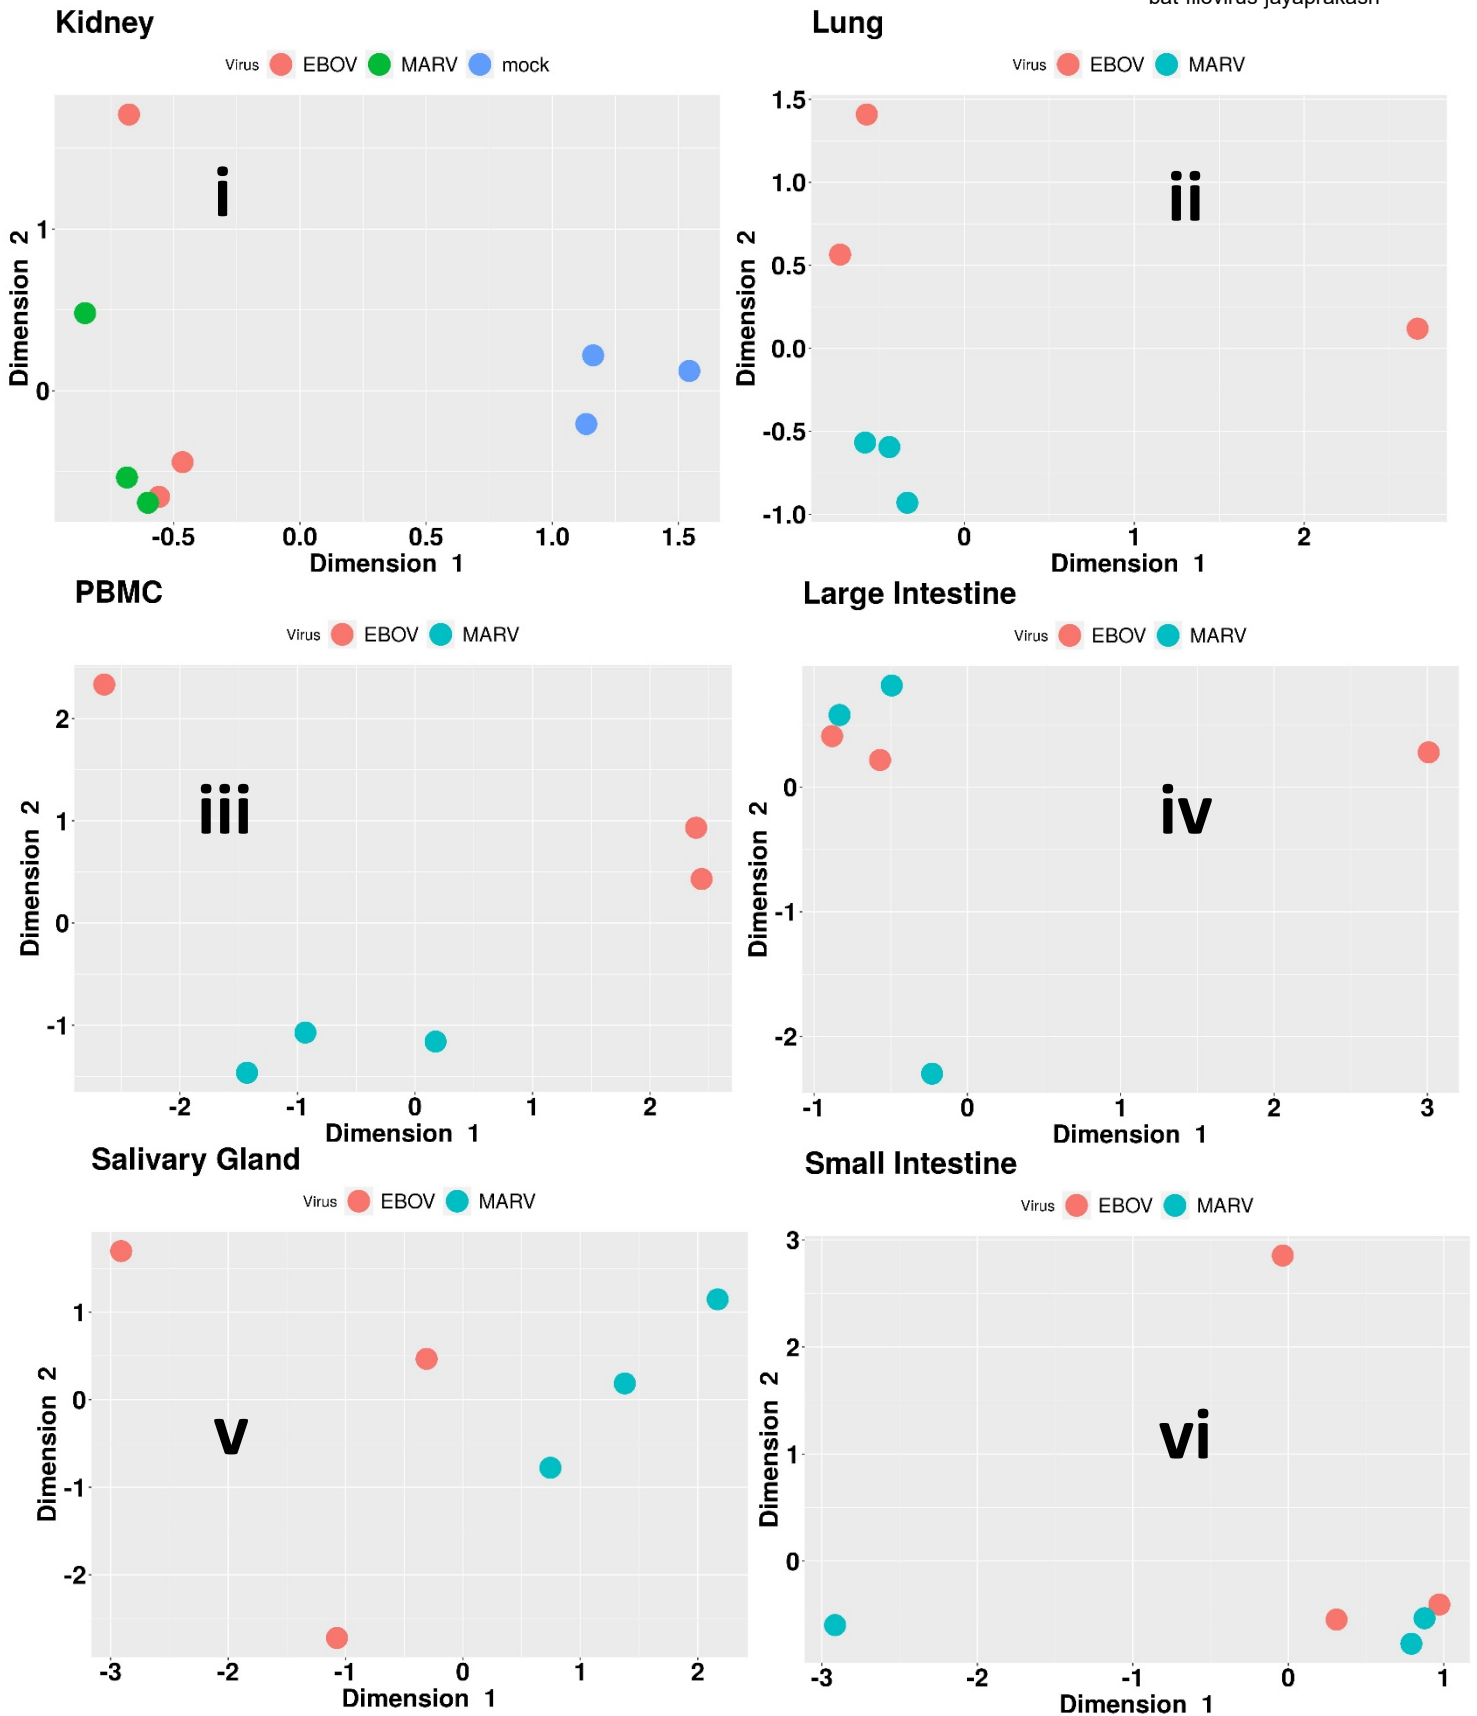 bat-filovirus-jayaprakash
Kidney
Virus EBOV MARV mock
i
Dimension 2
1
0
-0.5 0.0 0.5 1.0 1.5
Dimension 1
Lung
Virus EBOV MARV
ii
Dimension 2
1.5
1.0
0.5
0.0
-0.5
-1.0
0 1 2
Dimension 1
PBMC
Virus EBOV MARV
iii
Dimension 2
2
1
0
-1
-2 -1 0 1 2
Dimension 1
Large Intestine
Virus EBOV MARV
iv
Dimension 2
0
-1
-2
-1 0 1 2 3
Dimension 1
Salivary Gland
Virus EBOV MARV
v
Dimension 2
1
0
-1
-2
-3 -2 -1 0 1 2
Dimension 1
Small Intestine
Virus EBOV MARV
vi
Dimension 2
3
2
1
0
-3 -2 -1 0 1
Dimension 1